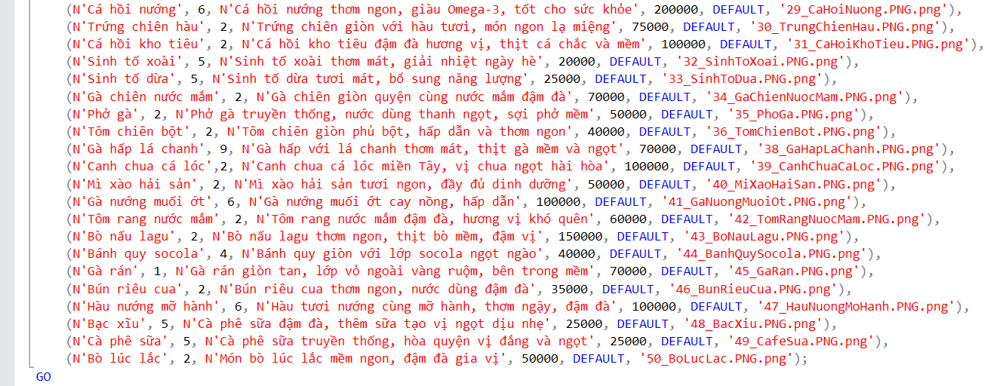 (N'Cá hồi nướng', 6, N'Cá hồi nướng thơm ngon, giàu Omega-3, tốt cho sức khỏe', 200000, DEFAULT, '29_CaHoiNuong.PNG.png'),
(N'Trứng chiên hàu', 2, N'Trứng chiên giòn với hàu tươi, món ngon lạ miệng', 75000, DEFAULT, '30_TrungChienHau.PNG.png'),
(N'Cá hồi kho tiêu', 2, N'Cá hồi kho tiêu đậm đà hương vị, thịt cá chắc và mềm', 100000, DEFAULT, '31_CaHoiKhoTieu.PNG.png'),
(N'Sinh tố xoài', 5, N'Sinh tố xoài thơm mát, giải nhiệt ngày hè', 20000, DEFAULT, '32_SinhToXoai.PNG.png'),
(N'Sinh tố dừa', 5, N'Sinh tố dừa tươi mát, bổ sung năng lượng', 25000, DEFAULT, '33_SinhToDua.PNG.png'),
(N'Gà chiên nước mắm', 2, N'Gà chiên giòn quyện cùng nước mắm đậm đà', 70000, DEFAULT, '34_GaChienNuocMam.PNG.png'),
(N'Phở gà', 2, N'Phở gà truyền thống, nước dùng thanh ngọt, sợi phở mềm', 50000, DEFAULT, '35_PhoGa.PNG.png'),
(N'Tôm chiên bột', 2, N'Tôm chiên giòn phủ bột, hấp dẫn và thơm ngon', 40000, DEFAULT, '36_TomChienBot.PNG.png'),
(N'Gà hấp lá chanh', 9, N'Gà hấp với lá chanh thơm mát, thịt gà mềm và ngọt', 70000, DEFAULT, '38_GaHapLaChanh.PNG.png'),
(N'Canh chua cá lóc',2, N'Canh chua cá lóc miền Tây, vị chua ngọt hài hòa', 100000, DEFAULT, '39_CanhChuaCaLoc.PNG.png'),
(N'Mì xào hải sản', 2, N'Mì xào hải sản tươi ngon, đầy đủ dinh dưỡng', 50000, DEFAULT, '40_MiXaoHaiSan.PNG.png'),
(N'Gà nướng muối ớt', 6, N'Gà nướng muối ớt cay nồng, hấp dẫn', 100000, DEFAULT, '41_GaNuongMuoiOt.PNG.png'),
(N'Tôm rang nước mắm', 2, N'Tôm rang nước mắm đậm đà, hương vị khó quên', 60000, DEFAULT, '42_TomRangNuocMam.PNG.png'),
(N'Bò nấu lagu', 2, N'Bò nấu lagu thơm ngon, thịt bò mềm, đậm vị', 150000, DEFAULT, '43_BoNauLagu.PNG.png'),
(N'Bánh quy socola', 4, N'Bánh quy giòn với lớp socola ngọt ngào', 40000, DEFAULT, '44_BanhQuySocola.PNG.png'),
(N'Gà rán', 1, N'Gà rán giòn tan, lớp vỏ ngoài vàng ruộm, bên trong mềm', 70000, DEFAULT, '45_GaRan.PNG.png'),
(N'Bún riêu cua', 2, N'Bún riêu cua thơm ngon, nước dùng đậm đà', 35000, DEFAULT, '46_BunRieuCua.PNG.png'),
(N'Hàu nướng mỡ hành', 6, N'Hàu tươi nướng cùng mỡ hành, thơm ngậy, đậm đà', 100000, DEFAULT, '47_HauNuongMoHanh.PNG.png'),
(N'Bạc xĩu', 5, N'Cà phê sữa đậm đà, thêm sữa tạo vị ngọt dịu nhẹ', 25000, DEFAULT, '48_BacXiu.PNG.png'),
(N'Cà phê sữa', 5, N'Cà phê sữa truyền thống, hòa quyện vị đắng và ngọt', 25000, DEFAULT, '49_CafeSua.PNG.png'),
(N'Bò lúc lắc', 2, N'Món bò lúc lắc mềm ngon, đậm đà gia vị', 50000, DEFAULT, '50_BoLucLac.PNG.png');
GO